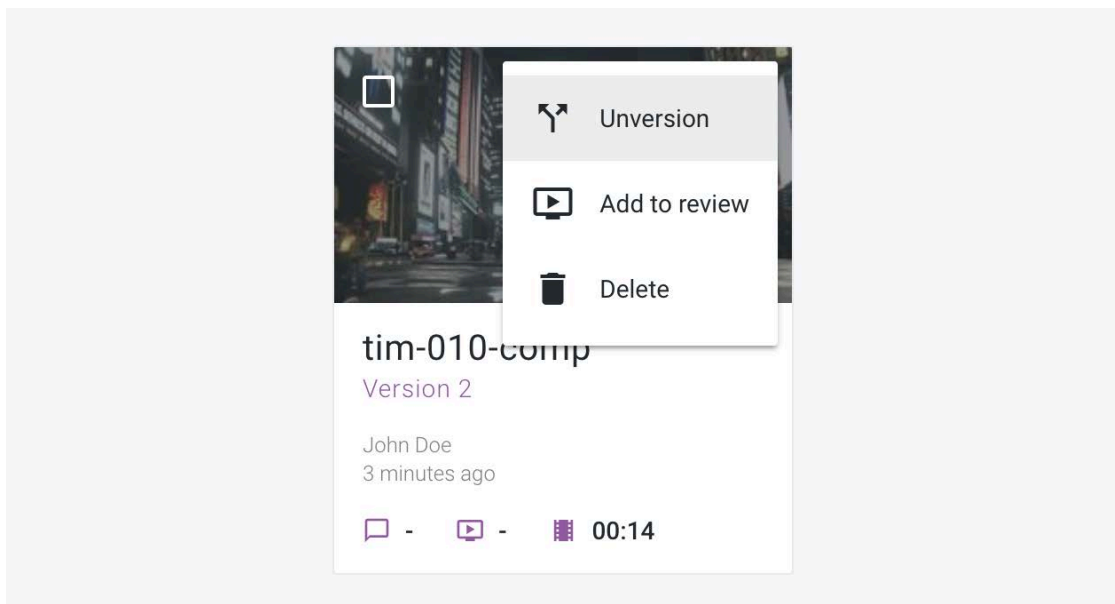 Unversion
Add to review
Delete
tim-010-comp
Version 2
John Doe
3 minutes ago
- - 00:14